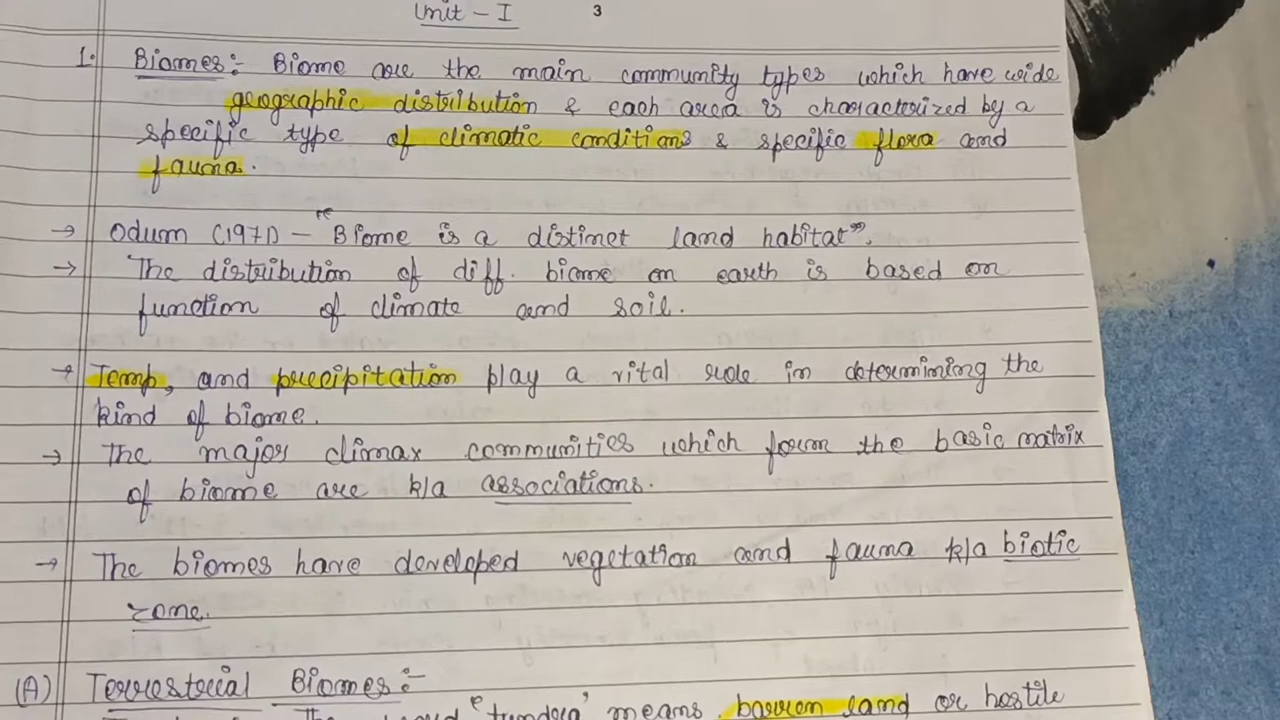 Unit - I 3
1. Biomes:- Biome are the main community types which have wide
geographic distribution & each area is characterized by a
specific type of climatic conditions & specific flora and
fauna.
→ Odum (1971) - "Biome is a distinct land habitat".
→ The distribution of diff. biome on earth is based on
function of climate and soil.
→ Temp, and precipitation play a vital role in determining the
kind of biome.
→ The major climax communities which form the basic matrix
of biome are k/a associations.
→ The biomes have developed vegetation and fauna k/a biotic
zone.
(A) Terrestrial Biomes:-
"tundra' means barren land or hostile